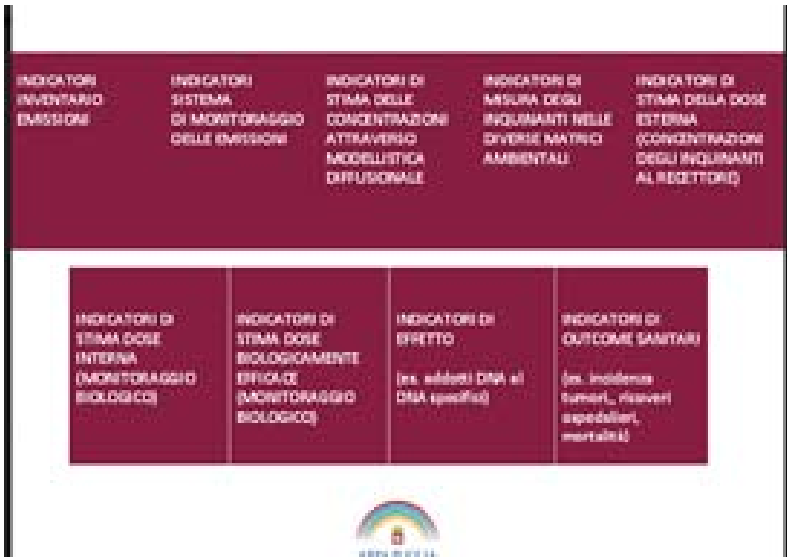 INDICATORI
INVENTARIO
EMISSIONI
INDICATORI
SISTEMA
DI MONITORAGGIO
DELLE EMISSIONI
INDICATORI DI
STIMA DELLE
CONCENTRAZIONI
ATTRAVERSO
MODELLISTICA
DIFFUSIONALE
INDICATORI DI
MISURA DEGLI
INQUINANTI NELLE
DIVERSE MATRICI
AMBIENTALI
INDICATORI DI
STIMA DELLA DOSE
ESTERNA
(CONCENTRAZIONI
DEGLI INQUINANTI
AL RECETTORE)
INDICATORI DI
STIMA DOSE
INTERNA
(MONITORAGGIO
BIOLOGICO)
INDICATORI DI
STIMA DOSE
BIOLOGICAMENTE
EFFICACE
(MONITORAGGIO
BIOLOGICO)
INDICATORI DI
EFFETTO
(es. addotti DNA al
DNA specifici)
INDICATORI DI
OUTCOME SANITARI
(es. incidenza
tumori,, ricoveri
ospedalieri,
mortalità)
ARPA PUGLIA